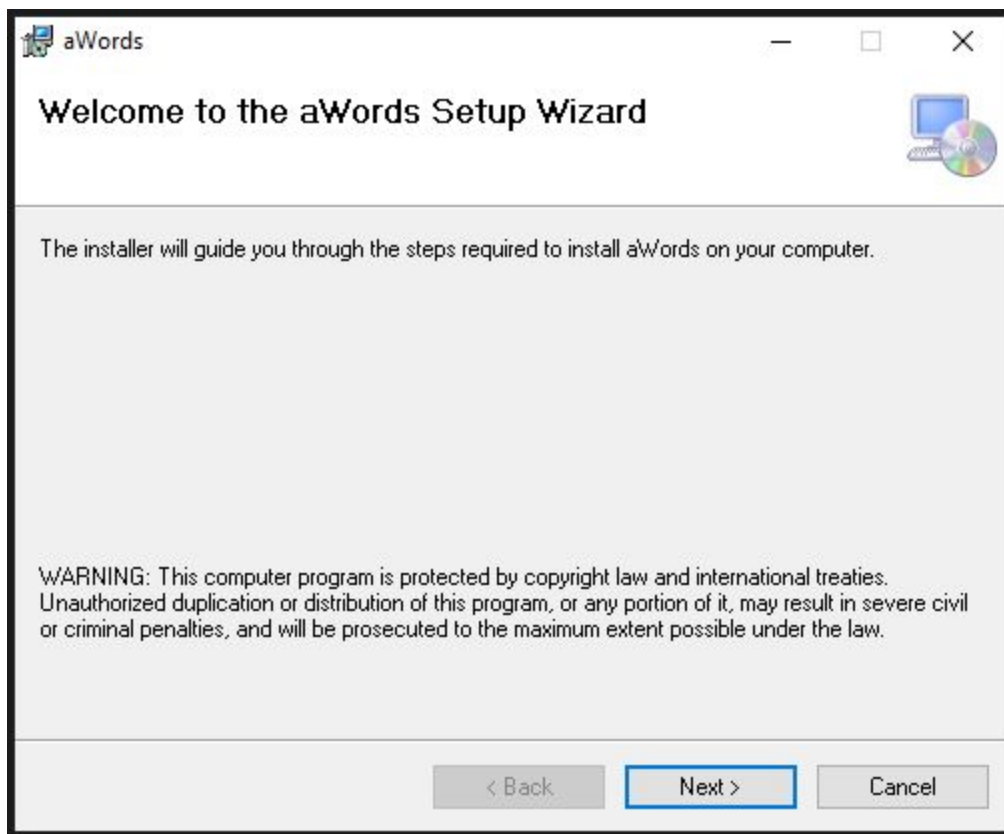 aWords
Welcome to the aWords Setup Wizard
The installer will guide you through the steps required to install aWords on your computer.
WARNING: This computer program is protected by copyright law and international treaties.
Unauthorized duplication or distribution of this program, or any portion of it, may result in severe civil
or criminal penalties, and will be prosecuted to the maximum extent possible under the law.
< Back
Next >
Cancel